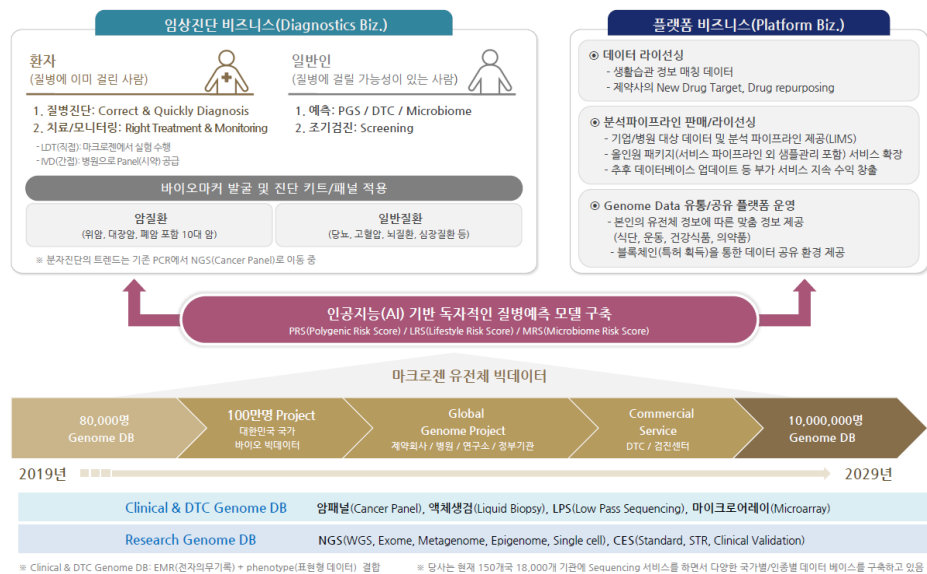 임상진단 비즈니스(Diagnostics Biz.)
환자
(질병에 이미 걸린 사람)
일반인
(질병에 걸릴 가능성이 있는 사람)
1. 질병진단: Correct & Quickly Diagnosis
2. 치료/모니터링: Right Treatment & Monitoring
- LDT(직접): 마크로젠에서 실험 수행
- IVD(간접): 병원으로 Panel(시약) 공급
1. 예측: PGS / DTC / Microbiome
2. 조기검진: Screening
바이오마커 발굴 및 진단 키트/패널 적용
암질환
(위암, 대장암, 폐암 포함 10대 암)
일반질환
(당뇨, 고혈압, 뇌질환, 심장질환 등)
※ 분자진단의 트렌드는 기존 PCR에서 NGS(Cancer Panel)로 이동 중
플랫폼 비즈니스(Platform Biz.)
◉ 데이터 라이선싱
- 생활습관 정보 매칭 데이터
- 제약사의 New Drug Target, Drug repurposing
◉ 분석파이프라인 판매/라이선싱
- 기업/병원 대상 데이터 및 분석 파이프라인 제공(LIMS)
- 올인원 패키지(서비스 파이프라인 외 샘플관리 포함) 서비스 확장
- 추후 데이터베이스 업데이트 등 부가 서비스 지속 수익 창출
◉ Genome Data 유통/공유 플랫폼 운영
- 본인의 유전체 정보에 따른 맞춤 정보 제공
(식단, 운동, 건강식품, 의약품)
- 블록체인(특허 획득)을 통한 데이터 공유 환경 제공
인공지능(AI) 기반 독자적인 질병예측 모델 구축
PRS(Polygenic Risk Score) / LRS(Lifestyle Risk Score) / MRS(Microbiome Risk Score)
마크로젠 유전체 빅데이터
80,000명
Genome DB
100만명 Project
대한민국 국가
바이오 빅데이터
Global
Genome Project
제약회사 / 병원 / 연구소 / 정부기관
Commercial
Service
DTC / 검진센터
10,000,000명
Genome DB
2019년
2029년
Clinical & DTC Genome DB
암패널(Cancer Panel), 액체생검(Liquid Biopsy), LPS(Low Pass Sequencing), 마이크로어레이(Microarray)
Research Genome DB
NGS(WGS, Exome, Metagenome, Epigenome, Single cell), CES(Standard, STR, Clinical Validation)
※ Clinical & DTC Genome DB: EMR(전자의무기록) + phenotype(표현형 데이터) 결합
※ 당사는 현재 150개국 18,000개 기관에 Sequencing 서비스를 하면서 다양한 국가별/인종별 데이터 베이스를 구축하고 있음